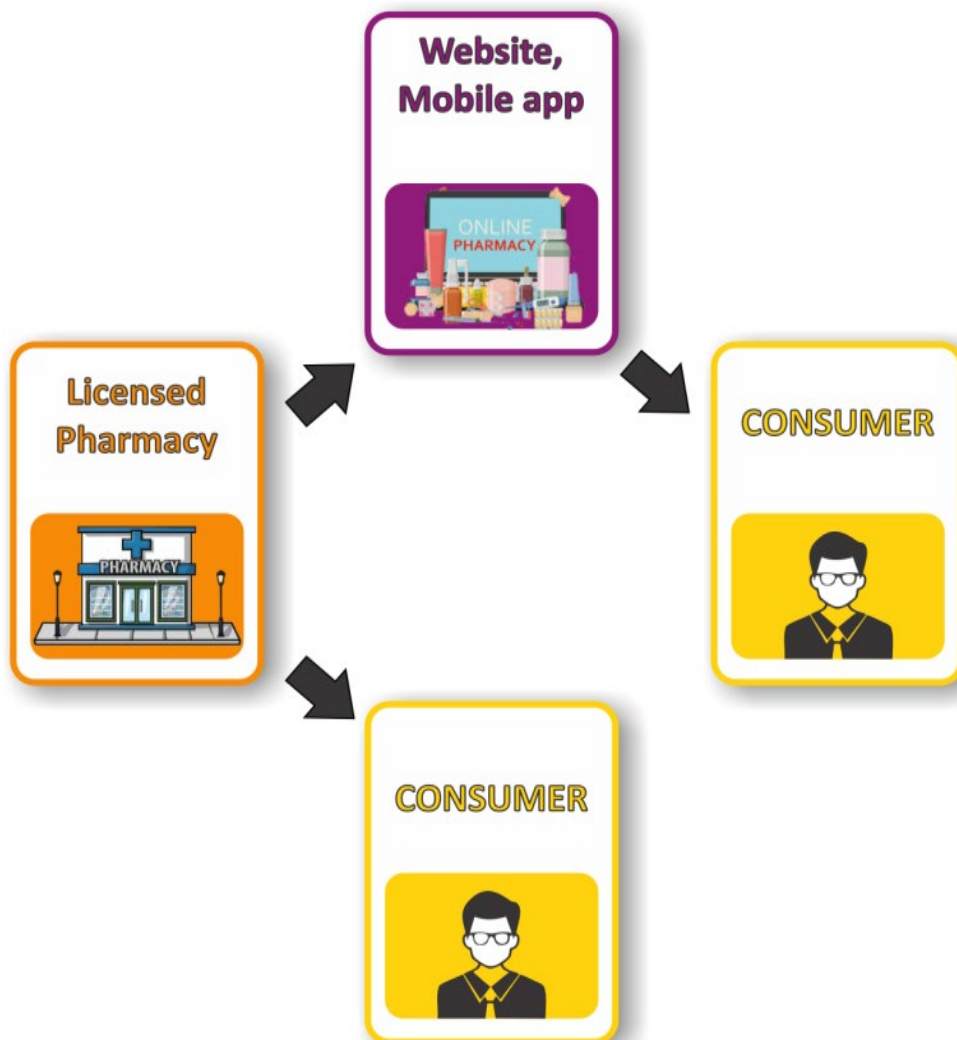 Website,
Mobile app
ONLINE
PHARMACY
Licensed
Pharmacy
PHARMACY
CONSUMER
CONSUMER